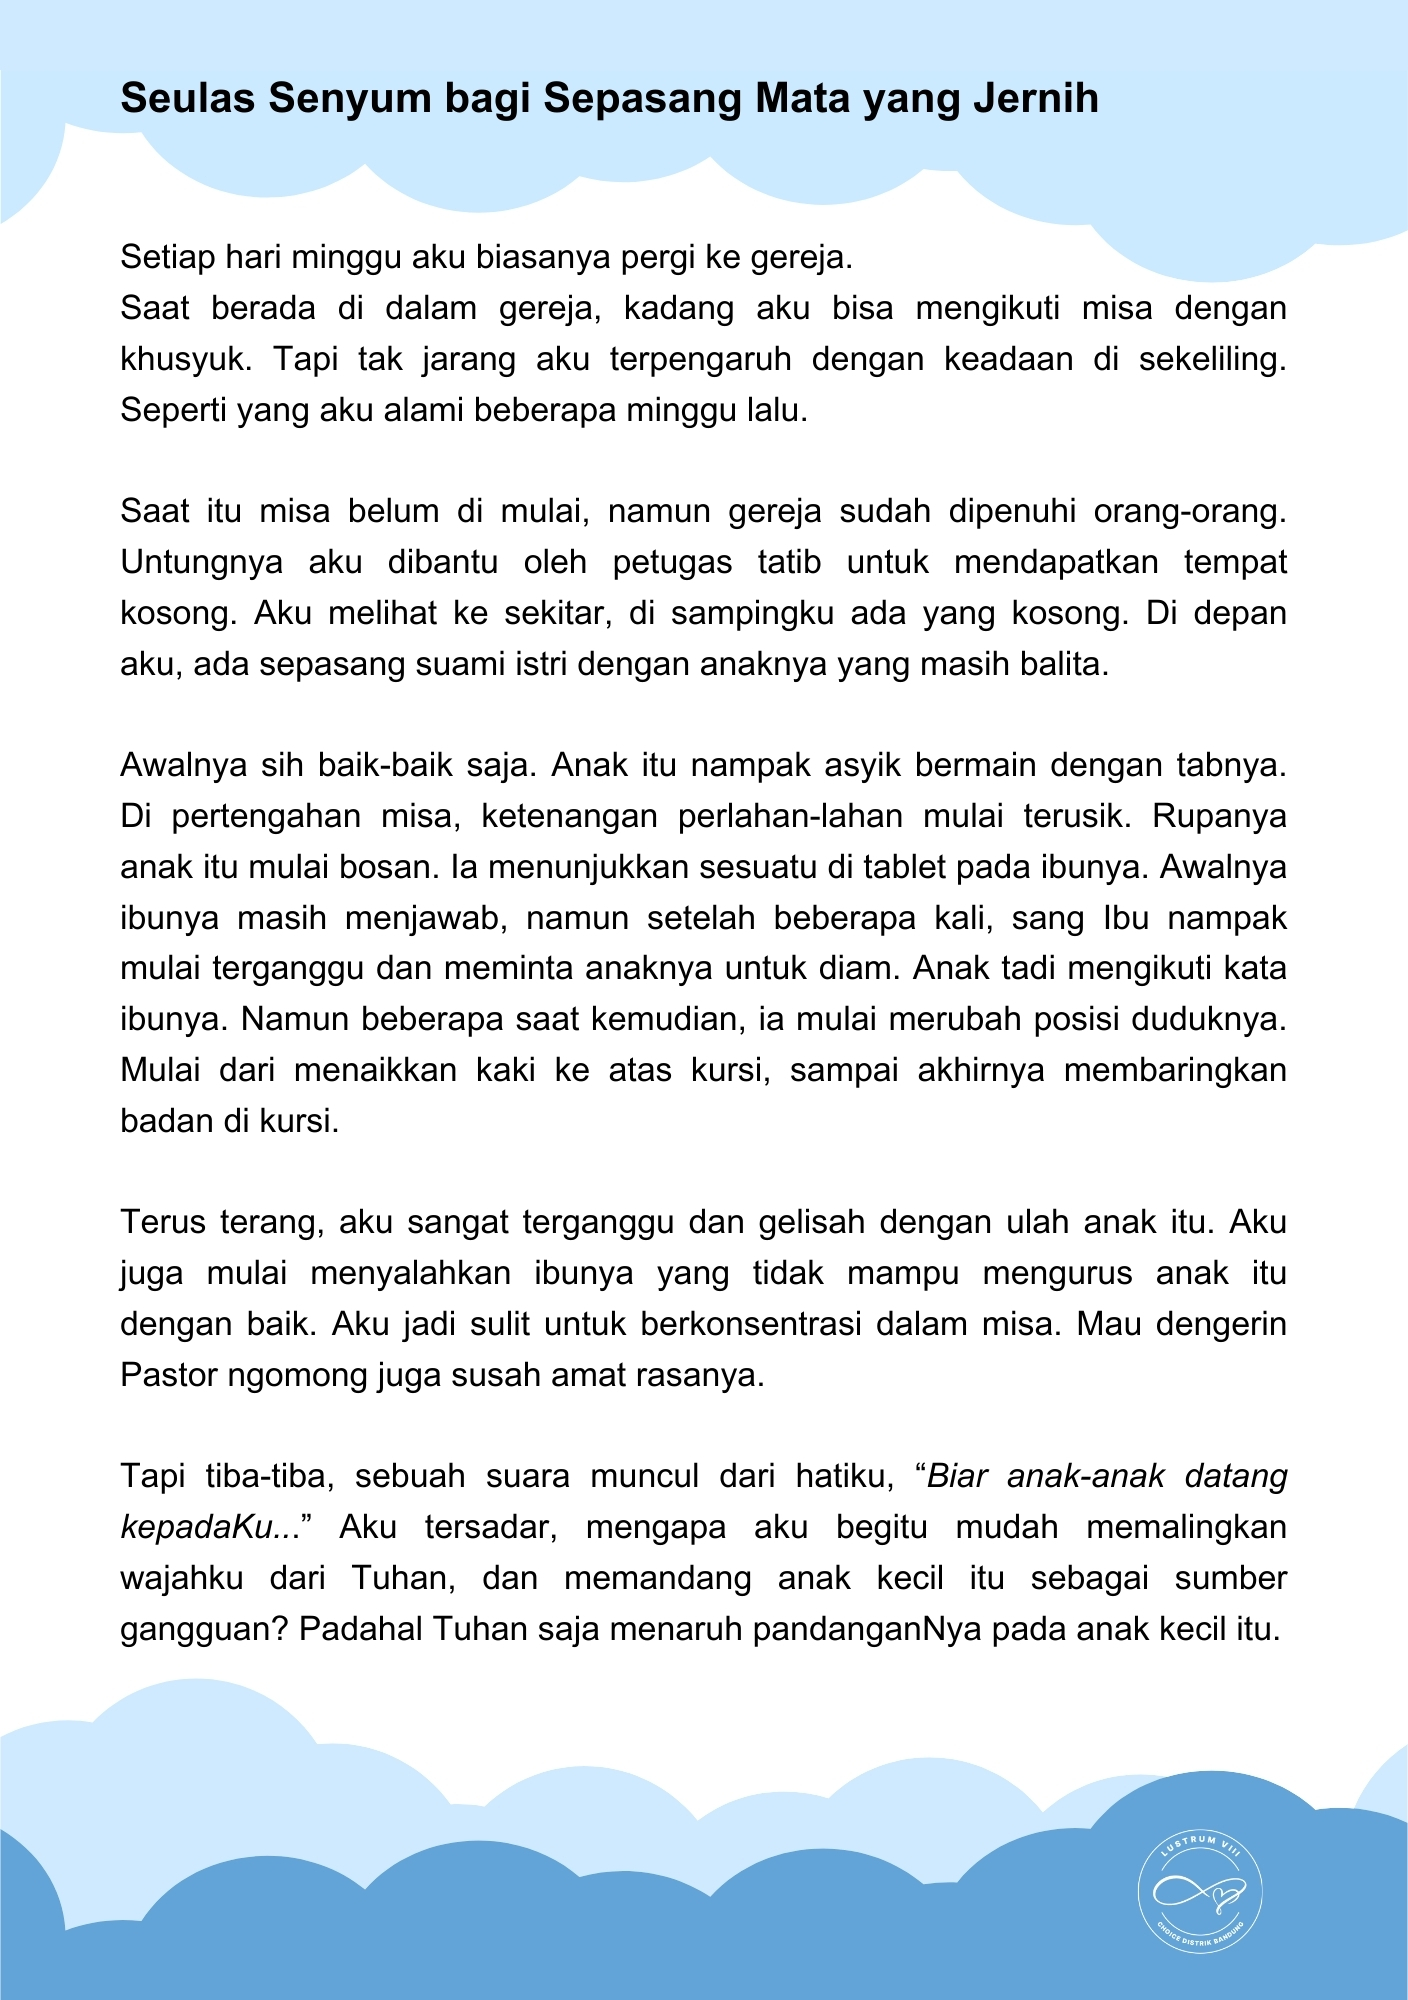 Seulas Senyum bagi Sepasang Mata yang Jernih
Setiap hari minggu aku biasanya pergi ke gereja.
Saat berada di dalam gereja, kadang aku bisa mengikuti misa dengan
khusyuk. Tapi tak jarang aku terpengaruh dengan keadaan di sekeliling.
Seperti yang aku alami beberapa minggu lalu.
Saat itu misa belum di mulai, namun gereja sudah dipenuhi orang-orang.
Untungnya aku dibantu oleh petugas tatib untuk mendapatkan tempat
kosong. Aku melihat ke sekitar, di sampingku ada yang kosong. Di depan
aku, ada sepasang suami istri dengan anaknya yang masih balita.
Awalnya sih baik-baik saja. Anak itu nampak asyik bermain dengan tabnya.
Di pertengahan misa, ketenangan perlahan-lahan mulai terusik. Rupanya
anak itu mulai bosan. Ia menunjukkan sesuatu di tablet pada ibunya. Awalnya
ibunya masih menjawab, namun setelah beberapa kali, sang Ibu nampak
mulai terganggu dan meminta anaknya untuk diam. Anak tadi mengikuti kata
ibunya. Namun beberapa saat kemudian, ia mulai merubah posisi duduknya.
Mulai dari menaikkan kaki ke atas kursi, sampai akhirnya membaringkan
badan di kursi.
Terus terang, aku sangat terganggu dan gelisah dengan ulah anak itu. Aku
juga mulai menyalahkan ibunya yang tidak mampu mengurus anak itu
dengan baik. Aku jadi sulit untuk berkonsentrasi dalam misa. Mau dengerin
Pastor ngomong juga susah amat rasanya.
Tapi tiba-tiba, sebuah suara muncul dari hatiku, “Biar anak-anak datang
kepadaKu...” Aku tersadar, mengapa aku begitu mudah memalingkan
wajahku dari Tuhan, dan memandang anak kecil itu sebagai sumber
gangguan? Padahal Tuhan saja menaruh pandanganNya pada anak kecil itu.
LUSTRUM VIII
CHOICE DISTRIK BANDUNG